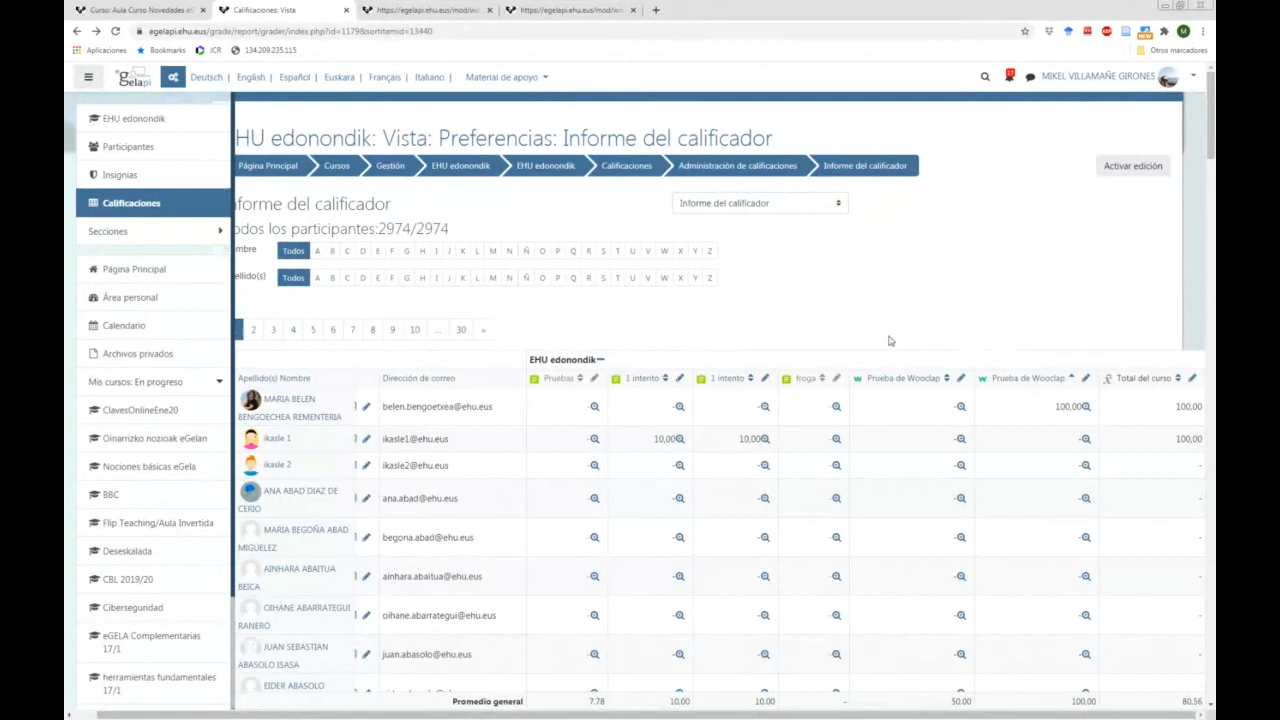 Curso: Aula Curso Novedades eG
Calificaciones: Vista
https://egelapi.ehu.eus/mod/wo
https://egelapi.ehu.eus/mod/wo
egelapi.ehu.eus/grade/report/grader/index.php?id=1179&sortitemid=13440
Aplicaciones Bookmarks JCR 134.209.235.115 Otros marcadores
gelapi Deutsch English Español Euskara Français Italiano Material de apoyo 17 MIKEL VILLAMAÑE GIRONES
EHU edonondik
Participantes
Insignias
Calificaciones
Secciones
Página Principal
Área personal
Calendario
Archivos privados
Mis cursos: En progreso
ClavesOnlineEne20
Oinarrizko nozioak eGelan
Nociones básicas eGela
BBC
Flip Teaching/Aula Invertida
Deseskalada
CBL 2019/20
Ciberseguridad
eGELA Complementarias
17/1
herramientas fundamentales
17/1
HU edonondik: Vista: Preferencias: Informe del calificador
Página Principal Cursos Gestión EHU edonondik EHU edonondik Calificaciones Administración de calificaciones Informe del calificador
Activar edición
nforme del calificador
Informe del calificador
odos los participantes:2974/2974
mbre Todos A B C D E F G H I J K L M N Ñ O P Q R S T U V W X Y Z
ellido(s) Todos A B C D E F G H I J K L M N Ñ O P Q R S T U V W X Y Z
2 3 4 5 6 7 8 9 10 ... 30 »
EHU edonondik
Apellido(s) Nombre Dirección de correo Pruebas 1 intento 1 intento froga Prueba de Wooclap Prueba de Wooclap Total del curso
MARIA BELEN
BENGOECHEA REMENTERIA belen.bengoetxea@ehu.eus - - - - - 100,00 100,00
ikasle 1 ikasle1@ehu.eus - 10,00 10,00 - - - 100,00
ikasle 2 ikasle2@ehu.eus - - - - - - -
ANA ABAD DIAZ DE
CERIO ana.abad@ehu.eus - - - - - - -
MARIA BEGOÑA ABAD
MIGUELEZ begona.abad@ehu.eus - - - - - - -
AINHARA ABAITUA
BEICA ainhara.abaitua@ehu.eus - - - - - - -
OIHANE ABARRATEGUI
RANERO oihane.abarrategui@ehu.eus - - - - - - -
JUAN SEBASTIAN
ABASOLO ISASA juan.abasolo@ehu.eus - - - - - - -
EIDER ABASOLO
Promedio general 7,78 10,00 10,00 - 50,00 100,00 80,56